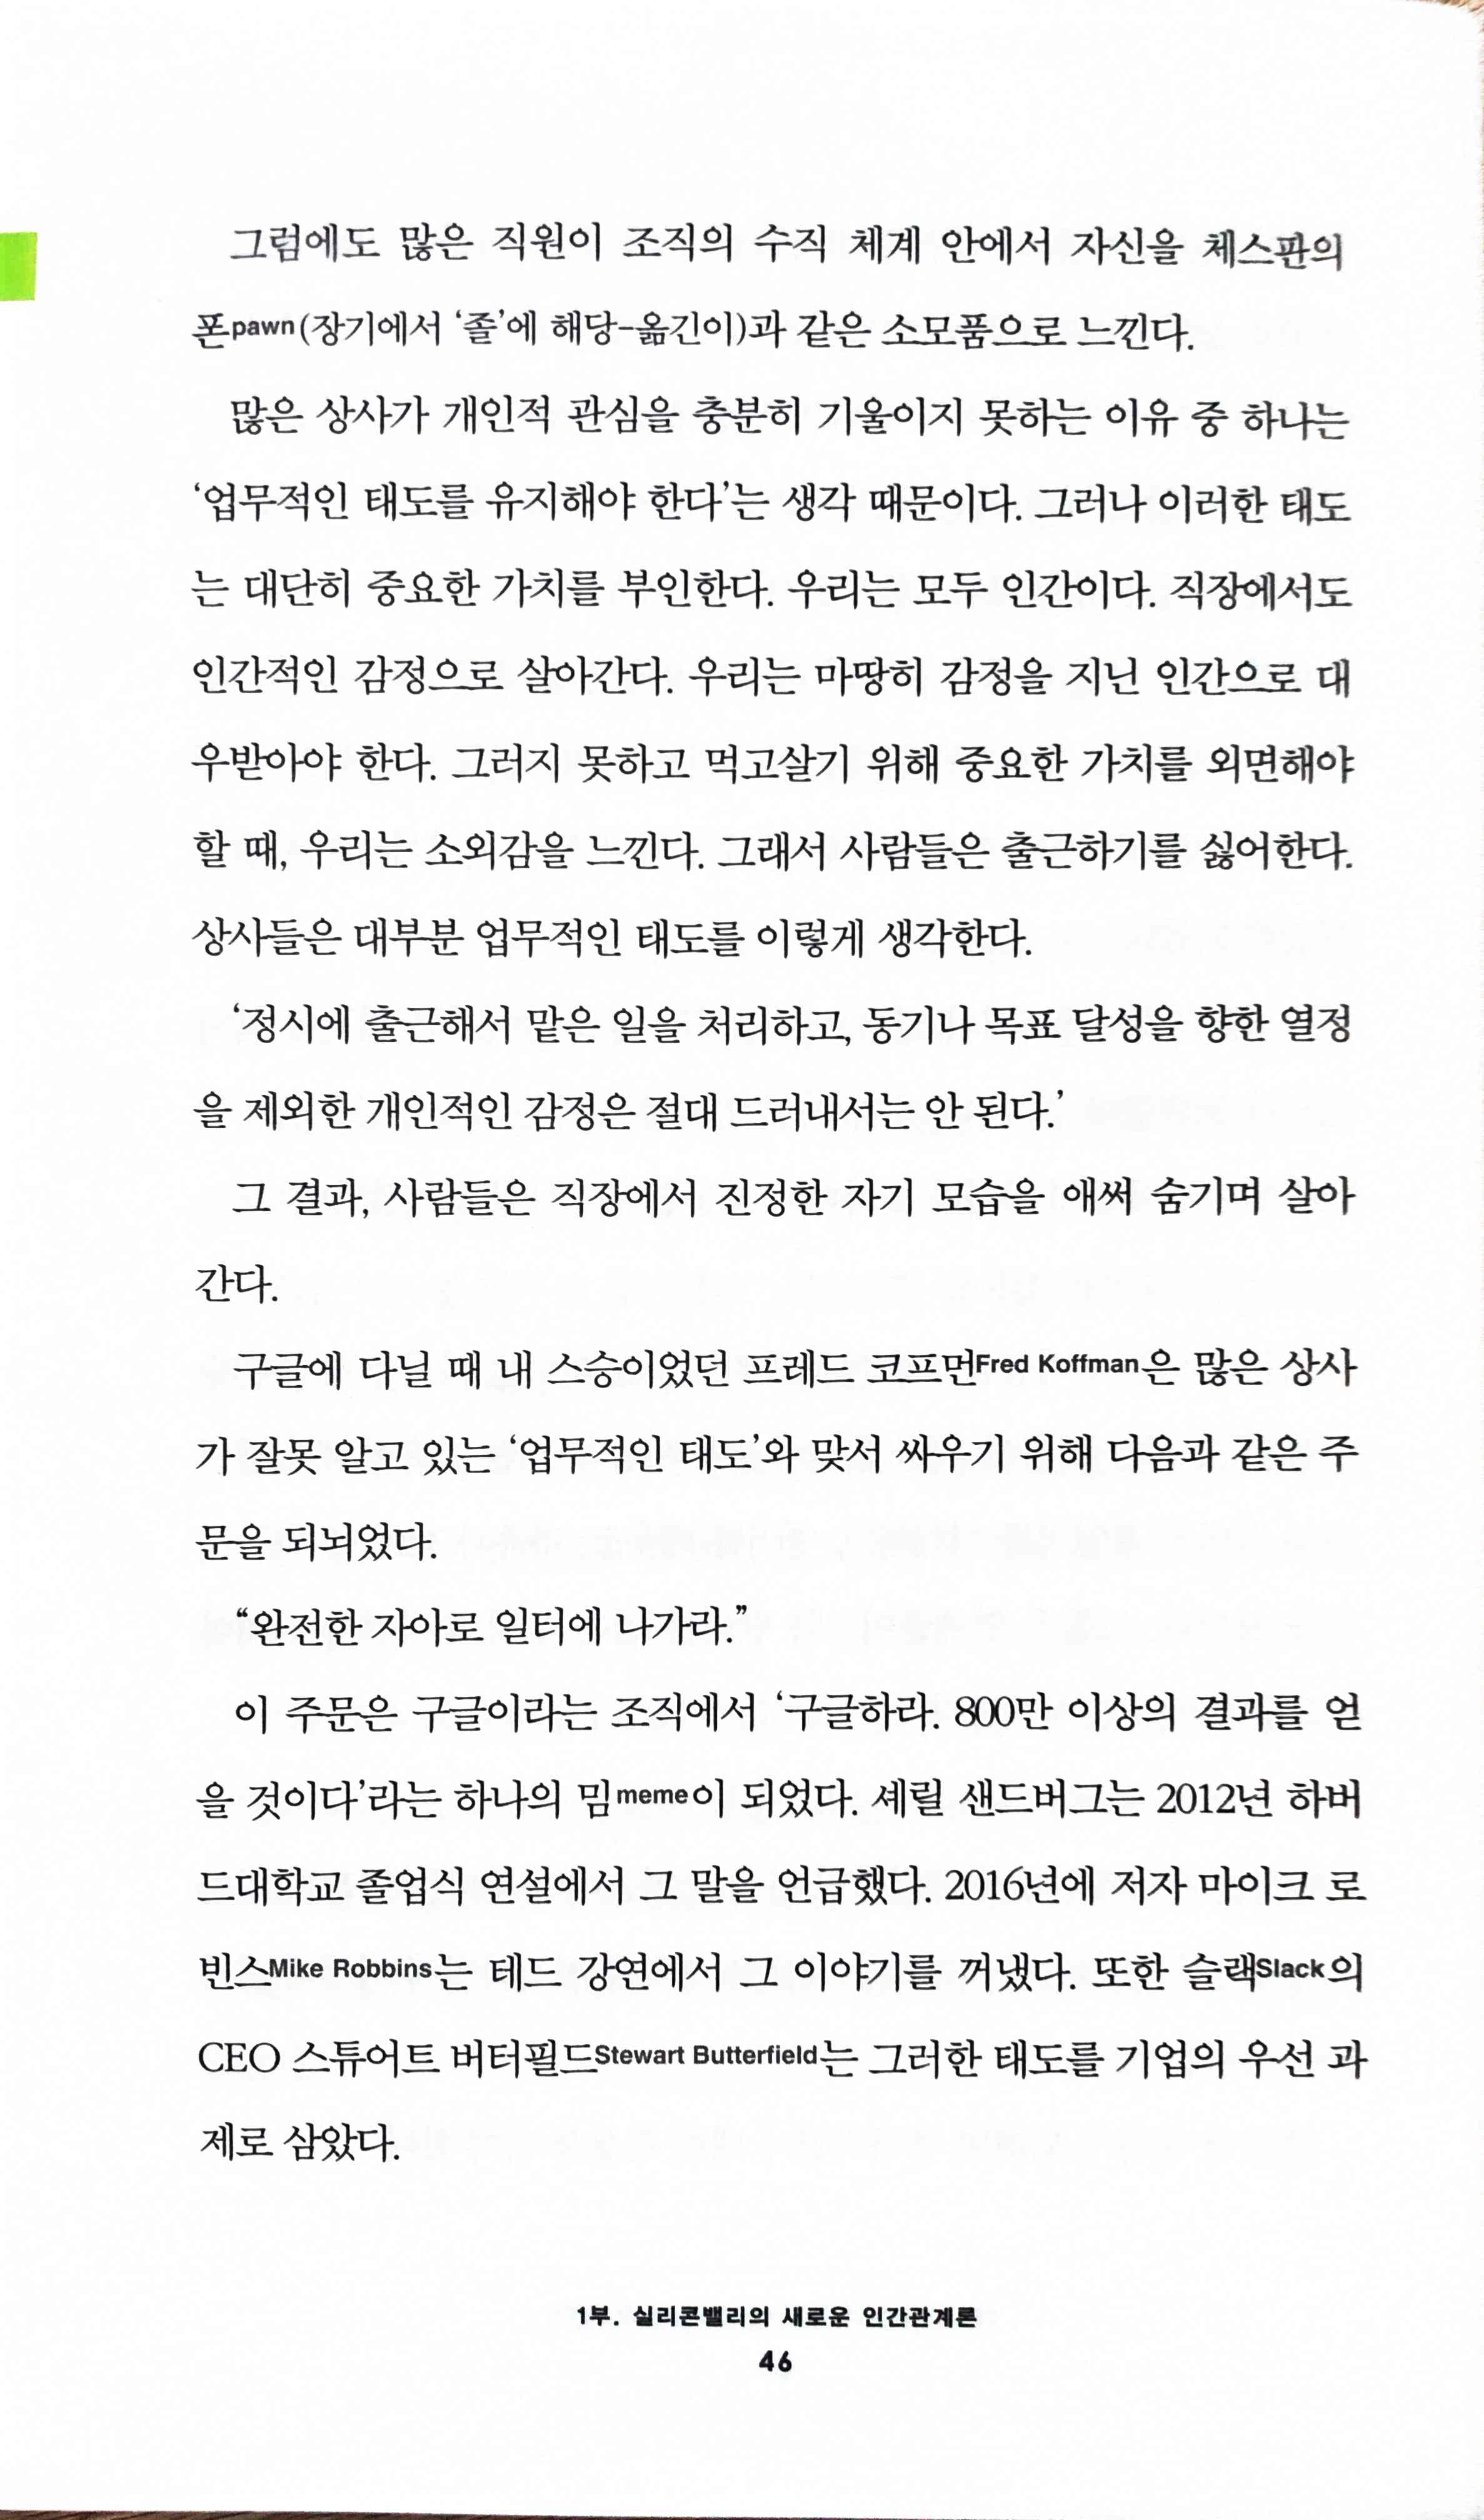 그럼에도 많은 직원이 조직의 수직 체계 안에서 자신을 체스판의
폰pawn(장기에서 ‘졸’에 해당-옮긴이)과 같은 소모품으로 느낀다.
많은 상사가 개인적 관심을 충분히 기울이지 못하는 이유 중 하나는
‘업무적인 태도를 유지해야 한다’는 생각 때문이다. 그러나 이러한 태도
는 대단히 중요한 가치를 부인한다. 우리는 모두 인간이다. 직장에서도
인간적인 감정으로 살아간다. 우리는 마땅히 감정을 지닌 인간으로 대
우받아야 한다. 그러지 못하고 먹고살기 위해 중요한 가치를 외면해야
할 때, 우리는 소외감을 느낀다. 그래서 사람들은 출근하기를 싫어한다.
상사들은 대부분 업무적인 태도를 이렇게 생각한다.
‘정시에 출근해서 맡은 일을 처리하고, 동기나 목표 달성을 향한 열정
을 제외한 개인적인 감정은 절대 드러내서는 안 된다.’
그 결과, 사람들은 직장에서 진정한 자기 모습을 애써 숨기며 살아
간다.
구글에 다닐 때 내 스승이었던 프레드 코프먼Fred Koffman은 많은 상사
가 잘못 알고 있는 ‘업무적인 태도’와 맞서 싸우기 위해 다음과 같은 주
문을 되뇌었다.
“완전한 자아로 일터에 나가라.”
이 주문은 구글이라는 조직에서 ‘구글하라. 800만 이상의 결과를 얻
을 것이다’라는 하나의 밈meme이 되었다. 셰릴 샌드버그는 2012년 하버
드대학교 졸업식 연설에서 그 말을 언급했다. 2016년에 저자 마이크 로
빈스Mike Robbins는 테드 강연에서 그 이야기를 꺼냈다. 또한 슬랙Slack의
CEO 스튜어트 버터필드Stewart Butterfield는 그러한 태도를 기업의 우선 과
제로 삼았다.
1부. 실리콘밸리의 새로운 인간관계론
46